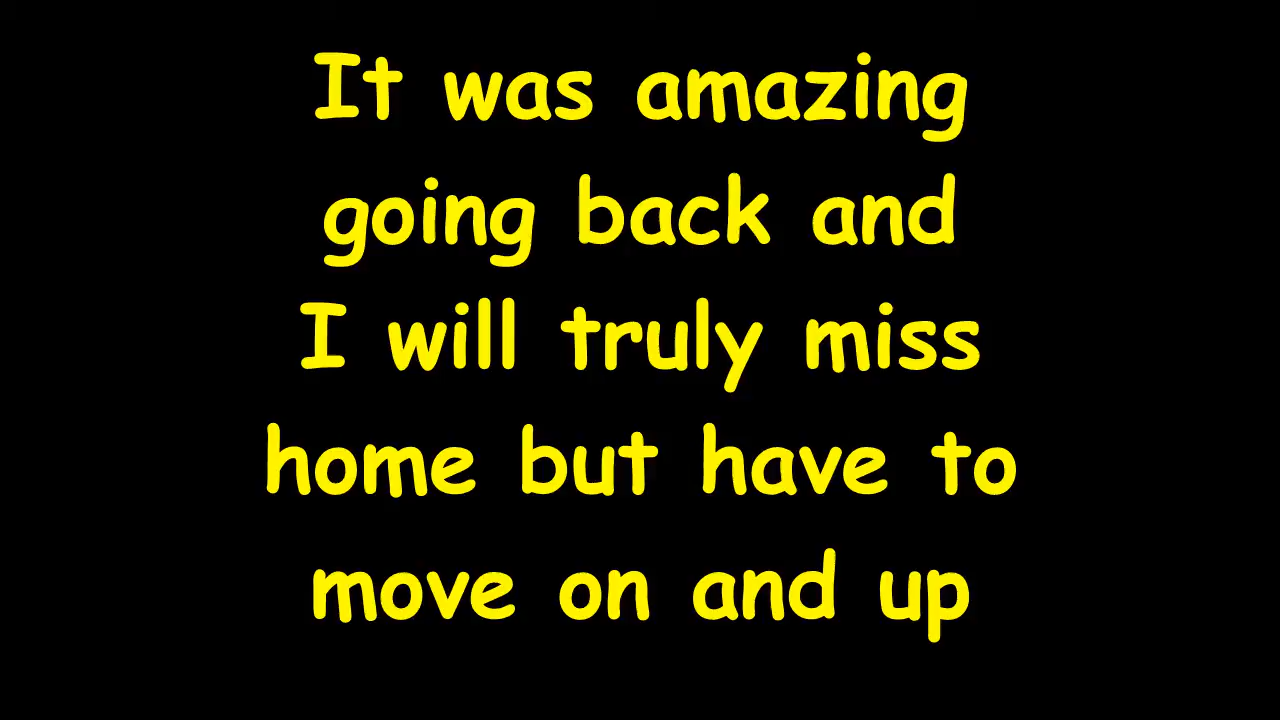 It was amazing
going back and
I will truly miss
home but have to
move on and up